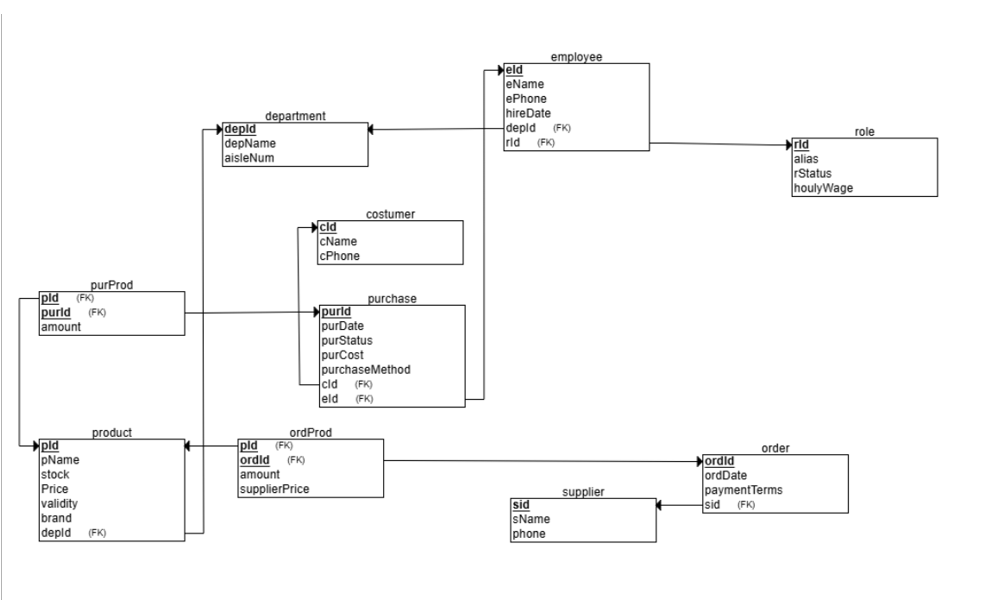 employee
eId
eName
ePhone
hireDate
depId (FK)
rId (FK)
department
depId
depName
aisleNum
role
rId
alias
rStatus
houlyWage
costumer
cId
cName
cPhone
purProd
pId (FK)
purId (FK)
amount
purchase
purId
purDate
purStatus
purCost
purchaseMethod
cId (FK)
eId (FK)
product
pId
pName
stock
Price
validity
brand
depId (FK)
ordProd
pId (FK)
ordId (FK)
amount
supplierPrice
order
ordId
ordDate
paymentTerms
sid (FK)
supplier
sid
sName
phone